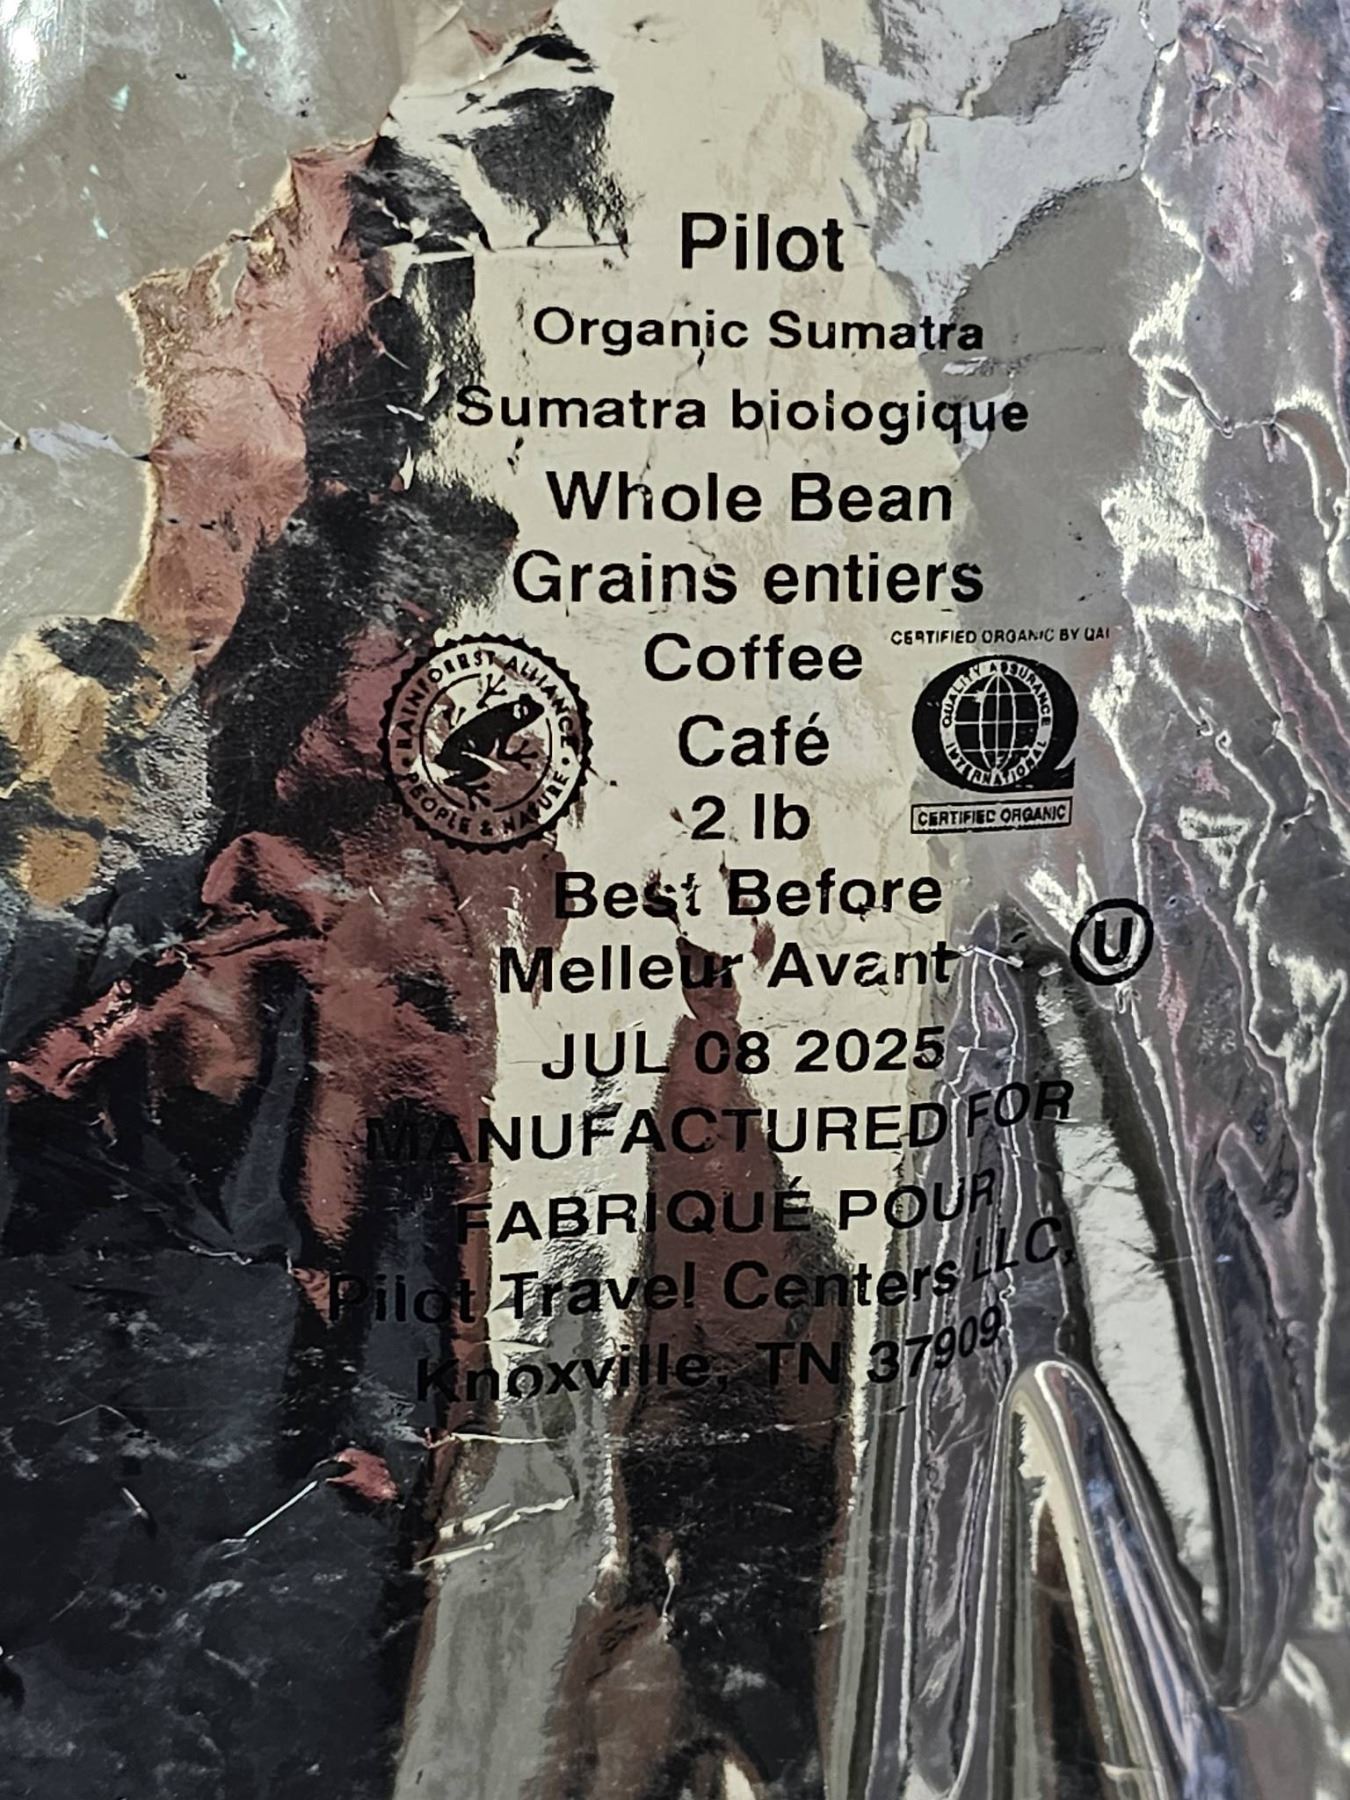 Pilot
Organic Sumatra
Sumatra biologique
Whole Bean
Grains entiers
Coffee
CERTIFIED ORGANIC BY QAI
RAINFOREST ALLIANCE
PEOPLE & NATURE
QUALITY ASSURANCE
INTERNATIONAL
Café
2 lb
CERTIFIED ORGANIC
Best Before
Melleur Avant
U
JUL 08 2025
MANUFACTURED FOR
FABRIQUÉ POUR
Pilot Travel Centers LLC,
Knoxville, TN 37909